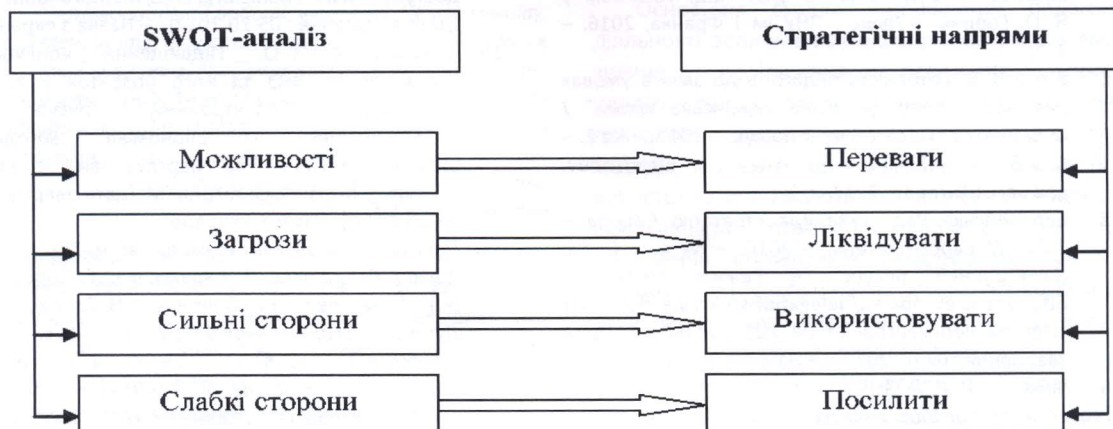 SWOT-аналіз
Стратегічні напрями
Можливості
Переваги
Загрози
Ліквідувати
Сильні сторони
Використовувати
Слабкі сторони
Посилити